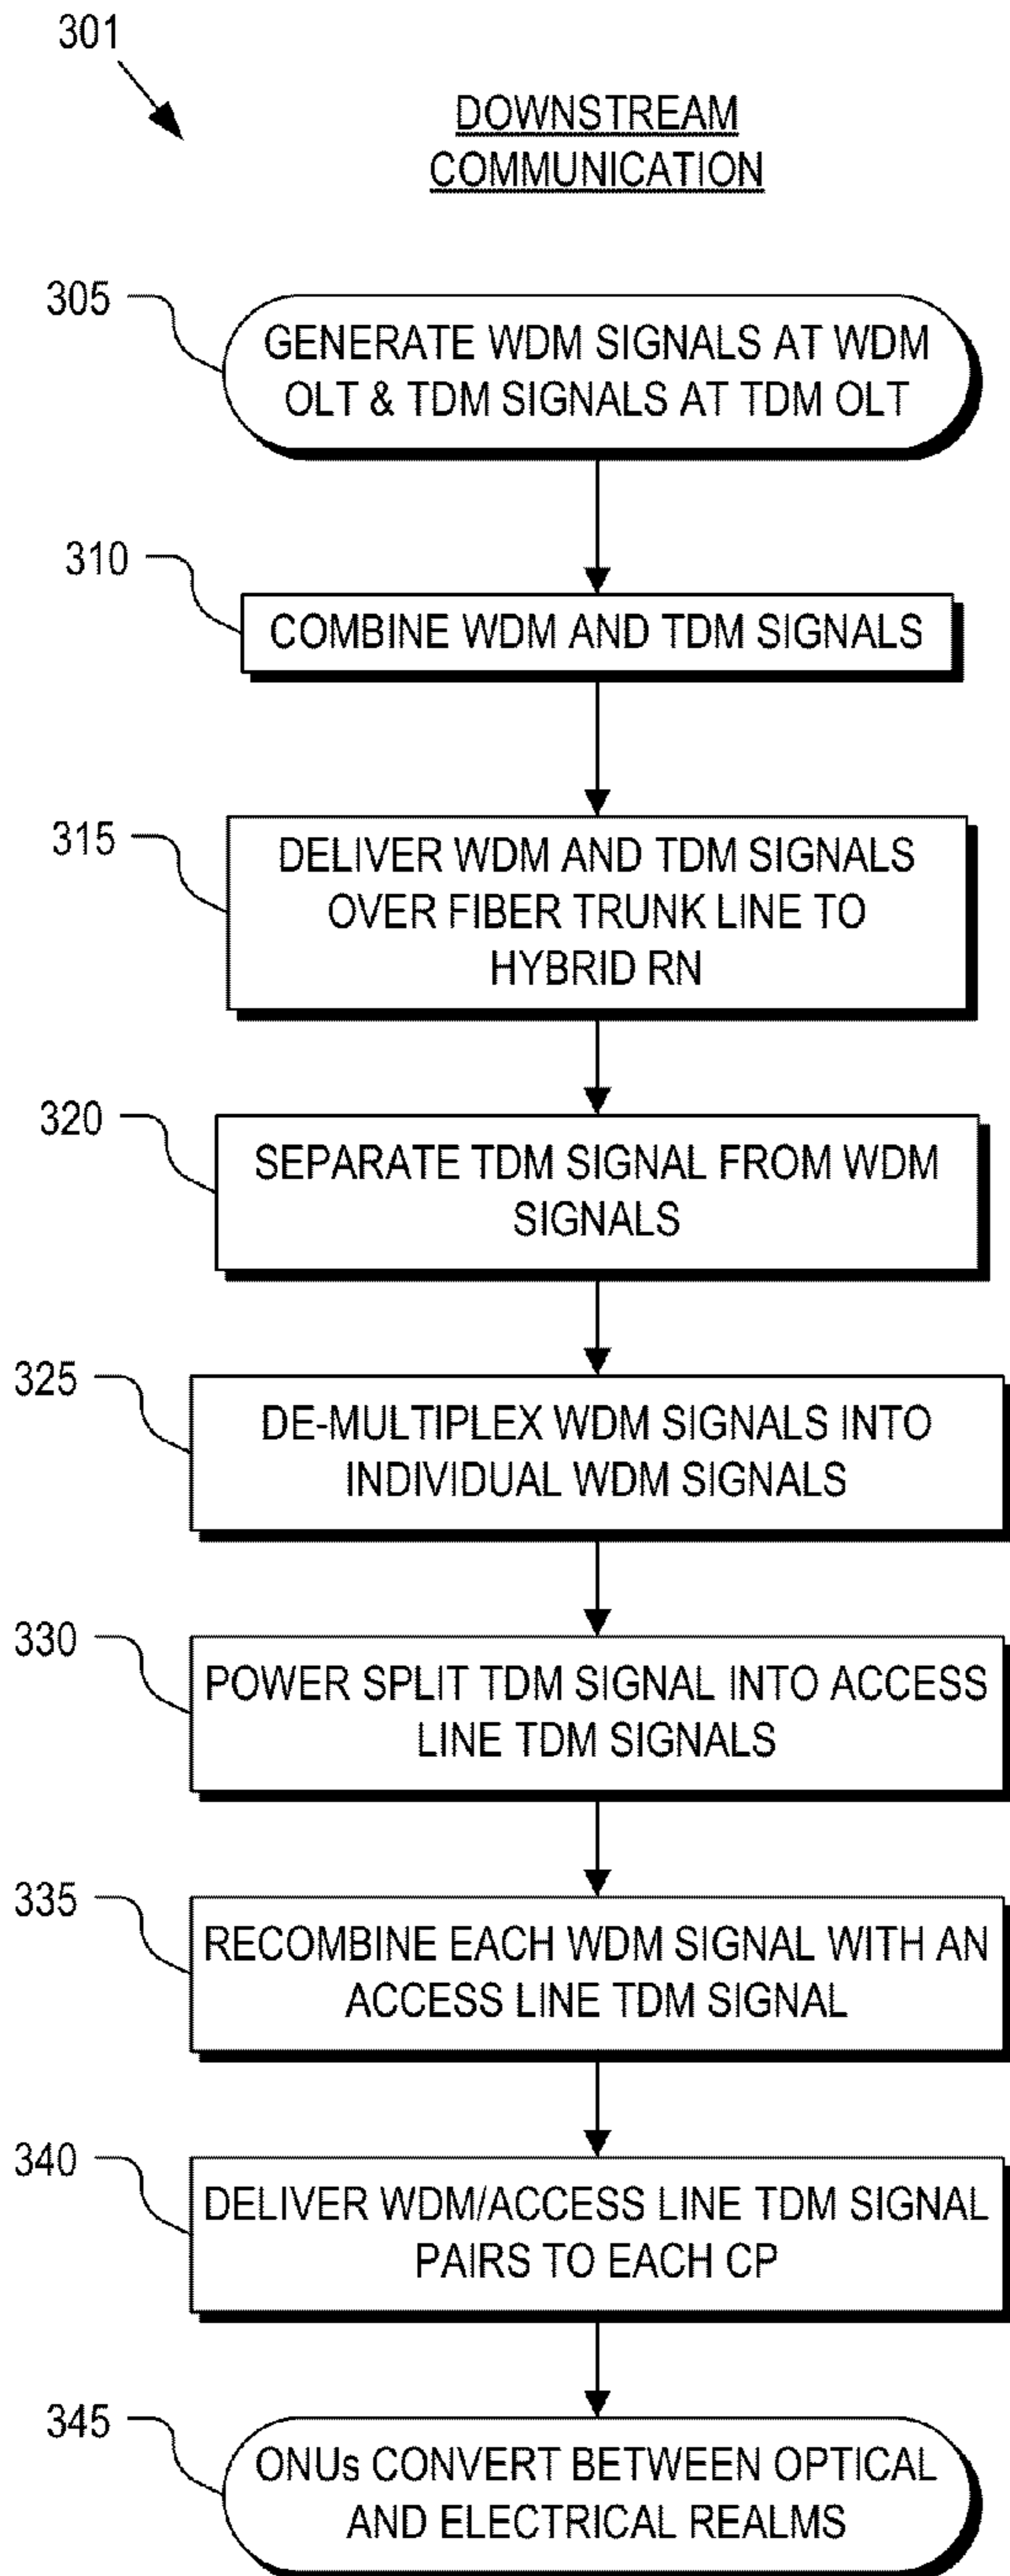 301
DOWNSTREAM
COMMUNICATION
305
GENERATE WDM SIGNALS AT WDM
OLT & TDM SIGNALS AT TDM OLT
310
COMBINE WDM AND TDM SIGNALS
315
DELIVER WDM AND TDM SIGNALS
OVER FIBER TRUNK LINE TO
HYBRID RN
320
SEPARATE TDM SIGNAL FROM WDM
SIGNALS
325
DE-MULTIPLEX WDM SIGNALS INTO
INDIVIDUAL WDM SIGNALS
330
POWER SPLIT TDM SIGNAL INTO ACCESS
LINE TDM SIGNALS
335
RECOMBINE EACH WDM SIGNAL WITH AN
ACCESS LINE TDM SIGNAL
340
DELIVER WDM/ACCESS LINE TDM SIGNAL
PAIRS TO EACH CP
345
ONUs CONVERT BETWEEN OPTICAL
AND ELECTRICAL REALMS